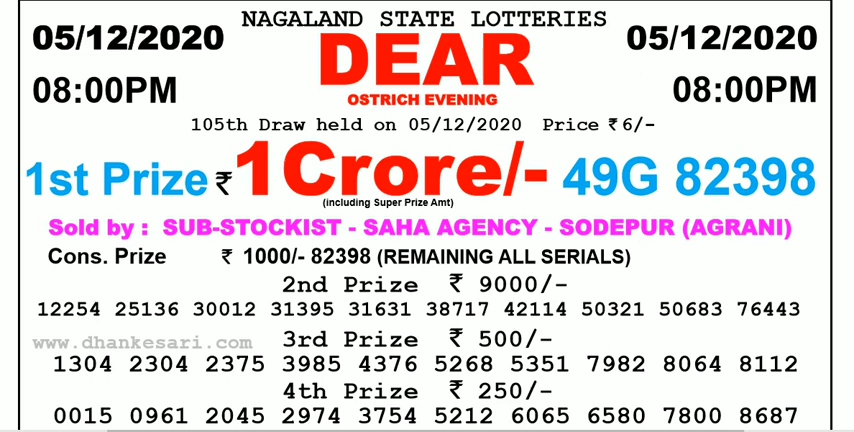 NAGALAND STATE LOTTERIES
05/12/2020 DEAR 05/12/2020
08:00PM OSTRICH EVENING 08:00PM
105th Draw held on 05/12/2020 Price ₹6/-
1st Prize ₹1Crore/- 49G 82398
(including Super Prize Amt)
Sold by : SUB-STOCKIST - SAHA AGENCY - SODEPUR (AGRANI)
Cons. Prize ₹ 1000/- 82398 (REMAINING ALL SERIALS)
2nd Prize ₹ 9000/-
12254 25136 30012 31395 31631 38717 42114 50321 50683 76443
www.dhankesari.com 3rd Prize ₹ 500/-
1304 2304 2375 3985 4376 5268 5351 7982 8064 8112
4th Prize ₹ 250/-
0015 0961 2045 2974 3754 5212 6065 6580 7800 8687